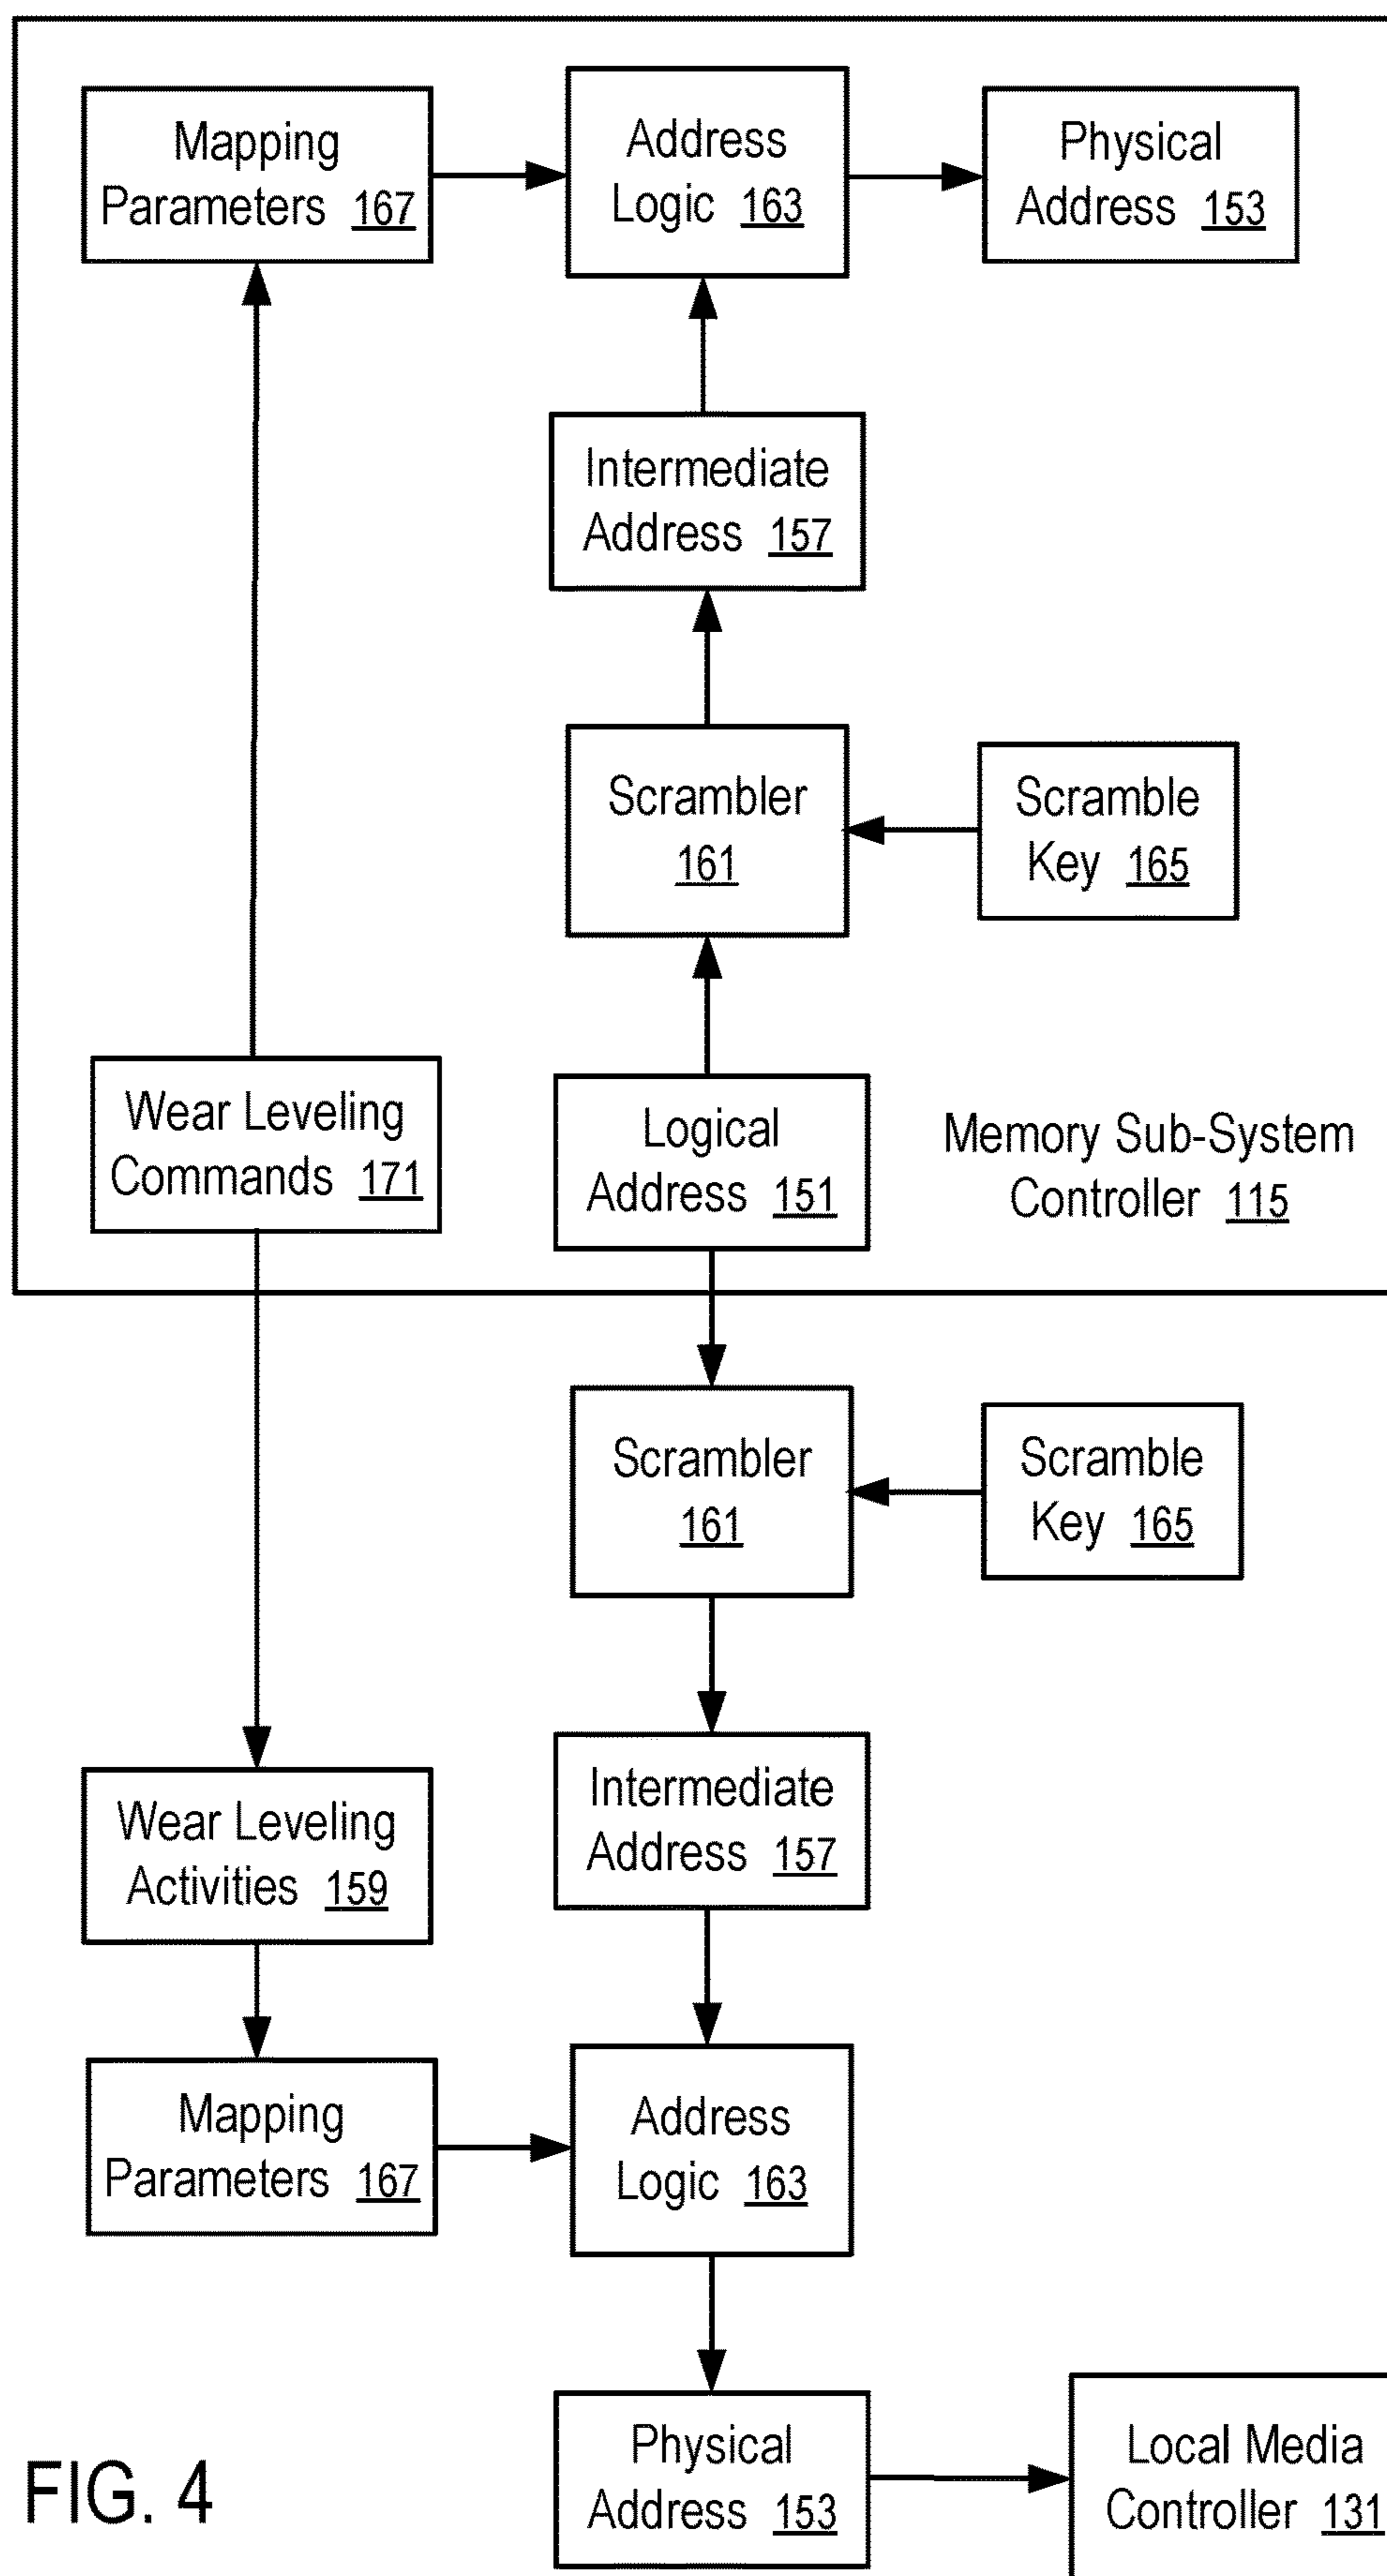 Mapping
Parameters 167
Address
Logic 163
Physical
Address 153
Intermediate
Address 157
Scrambler
161
Scramble
Key 165
Wear Leveling
Commands 171
Logical
Address 151
Memory Sub-System
Controller 115
Scrambler
161
Scramble
Key 165
Wear Leveling
Activities 159
Intermediate
Address 157
Mapping
Parameters 167
Address
Logic 163
Physical
Address 153
Local Media
Controller 131
FIG. 4